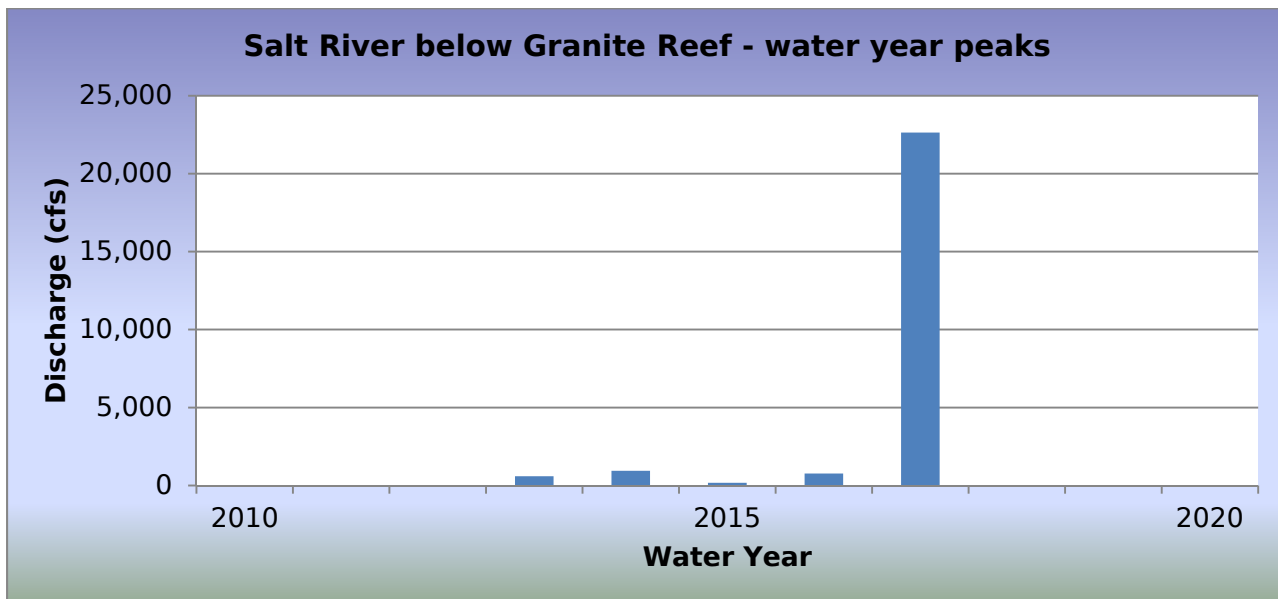 Salt River below Granite Reef - water year peaks
25,000
20,000
15,000
10,000
5,000
0
Discharge (cfs)
2010 2015 2020
Water Year